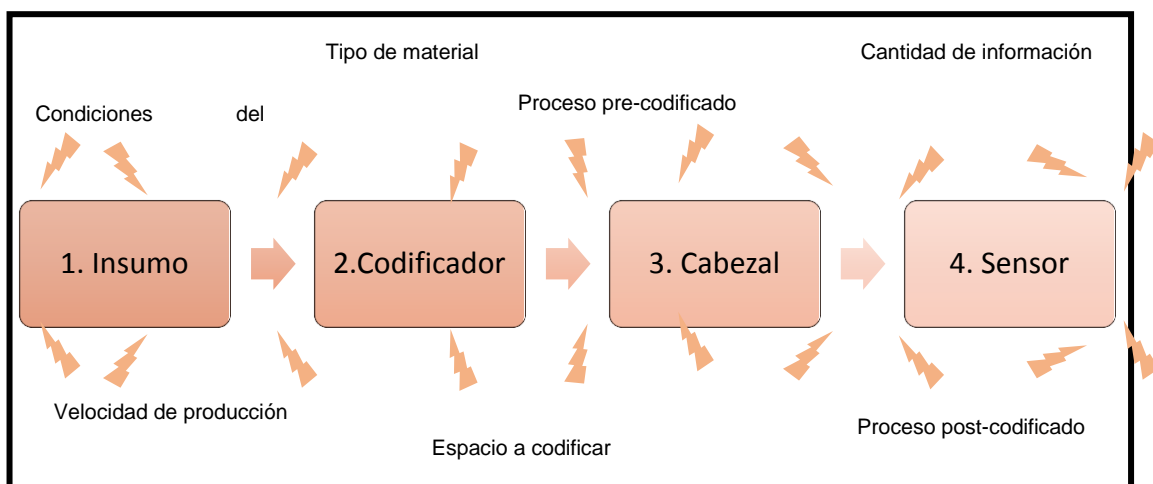 Tipo de material
Cantidad de información
Proceso pre-codificado
Condiciones del
1. Insumo
2.Codificador
3. Cabezal
4. Sensor
Velocidad de producción
Proceso post-codificado
Espacio a codificar